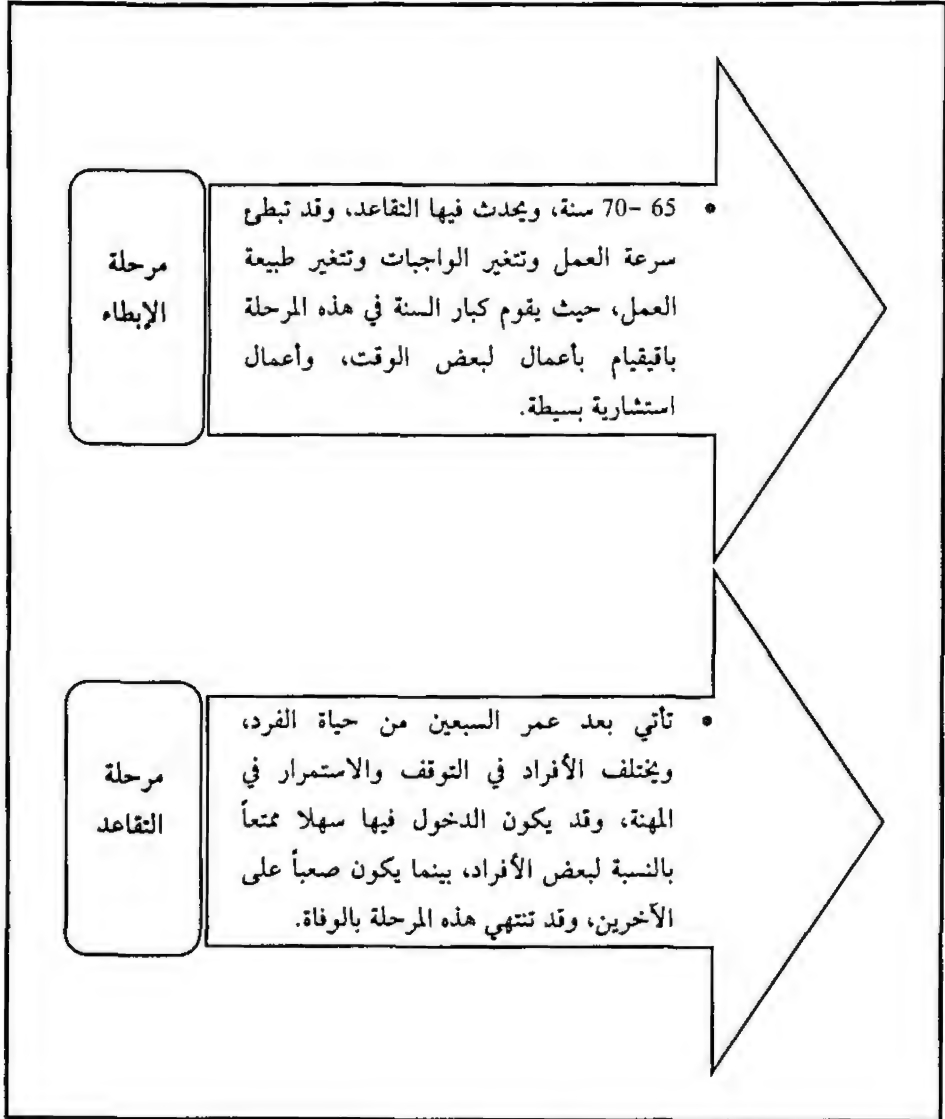 مرحلة
الإبطاء
• 65 -70 سنة، ويحدث فيها التقاعد، وقد تبطئ
سرعة العمل وتتغير الواجبات وتتغير طبيعة
العمل، حيث يقوم كبار السنة في هذه المرحلة
باقيقيام بأعمال لبعض الوقت، وأعمال
استشارية بسيطة.
مرحلة
التقاعد
• تأتي بعد عمر السبعين من حياة الفرد،
ويختلف الأفراد في التوقف والاستمرار في
المهنة، وقد يكون الدخول فيها سهلا ممتعاً
بالنسبة لبعض الأفراد، بينما يكون صعباً على
الآخرين، وقد تنتهي هذه المرحلة بالوفاة.